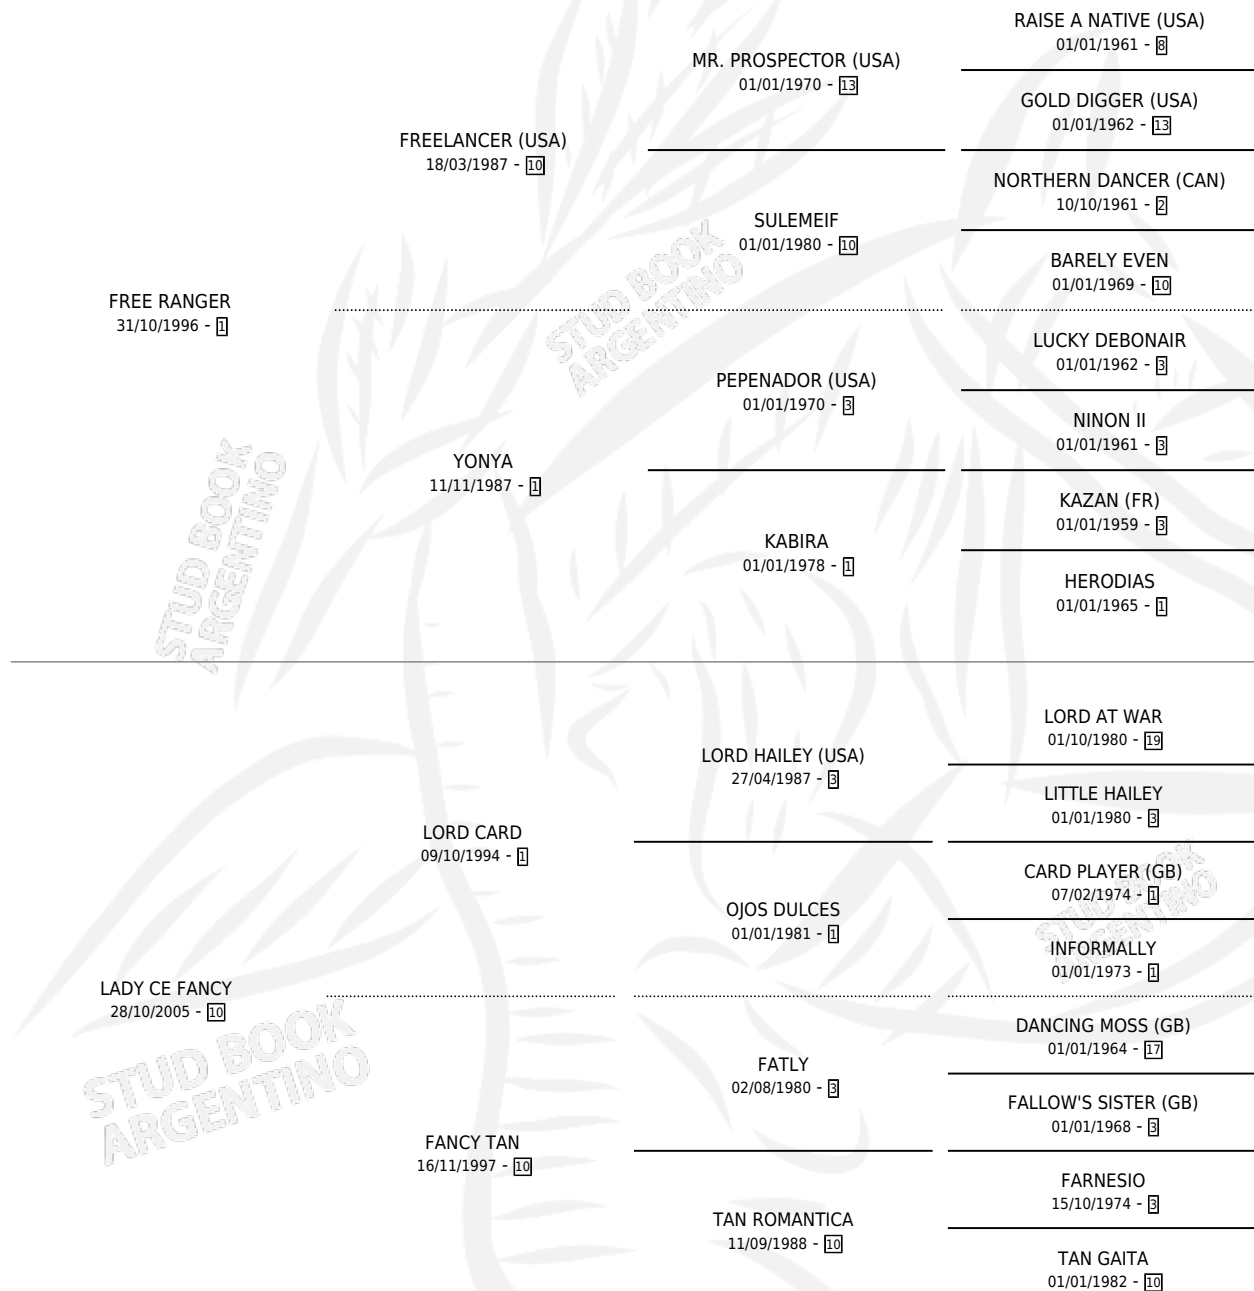 RAISE A NATIVE (USA)
01/01/1961 - 8
MR. PROSPECTOR (USA)
01/01/1970 - 13
GOLD DIGGER (USA)
01/01/1962 - 13
FREELANCER (USA)
18/03/1987 - 10
NORTHERN DANCER (CAN)
10/10/1961 - 2
SULEMEIF
01/01/1980 - 10
BARELY EVEN
01/01/1969 - 10
FREE RANGER
31/10/1996 - 1
STUD BOOK
ARGENTINO
LUCKY DEBONAIR
01/01/1962 - 3
PEPENADOR (USA)
01/01/1970 - 3
NINON II
01/01/1961 - 3
YONYA
11/11/1987 - 1
KAZAN (FR)
01/01/1959 - 3
KABIRA
01/01/1978 - 1
HERODIAS
01/01/1965 - 1
STUD BOOK
ARGENTINO
LORD AT WAR
01/10/1980 - 19
LORD HAILEY (USA)
27/04/1987 - 3
LITTLE HAILEY
01/01/1980 - 3
LORD CARD
09/10/1994 - 1
CARD PLAYER (GB)
07/02/1974 - 1
OJOS DULCES
01/01/1981 - 1
INFORMALLY
01/01/1973 - 1
STUD BOOK
ARGENTINO
LADY CE FANCY
28/10/2005 - 10
DANCING MOSS (GB)
01/01/1964 - 17
FATLY
02/08/1980 - 3
FALLOW'S SISTER (GB)
01/01/1968 - 3
STUD BOOK
ARGENTINO
FANCY TAN
16/11/1997 - 10
FARNESIO
15/10/1974 - 3
TAN ROMANTICA
11/09/1988 - 10
TAN GAITA
01/01/1982 - 10